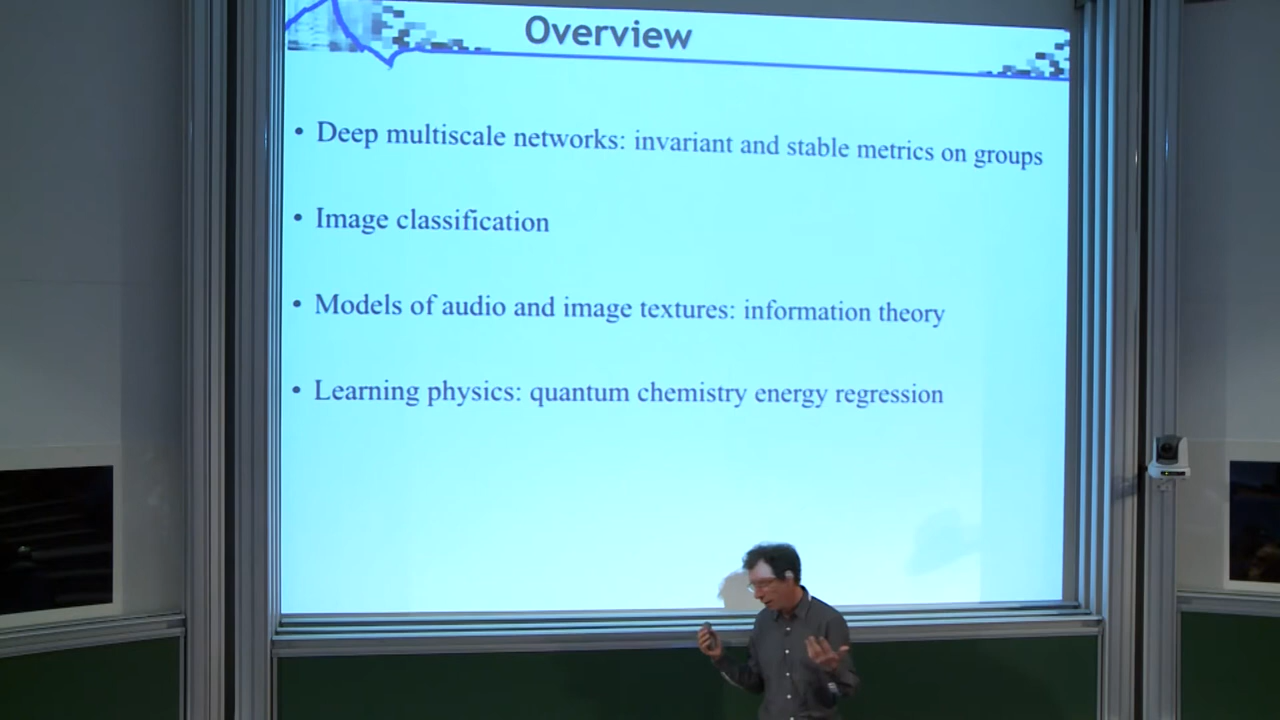 Overview
• Deep multiscale networks: invariant and stable metrics on groups
• Image classification
• Models of audio and image textures: information theory
• Learning physics: quantum chemistry energy regression